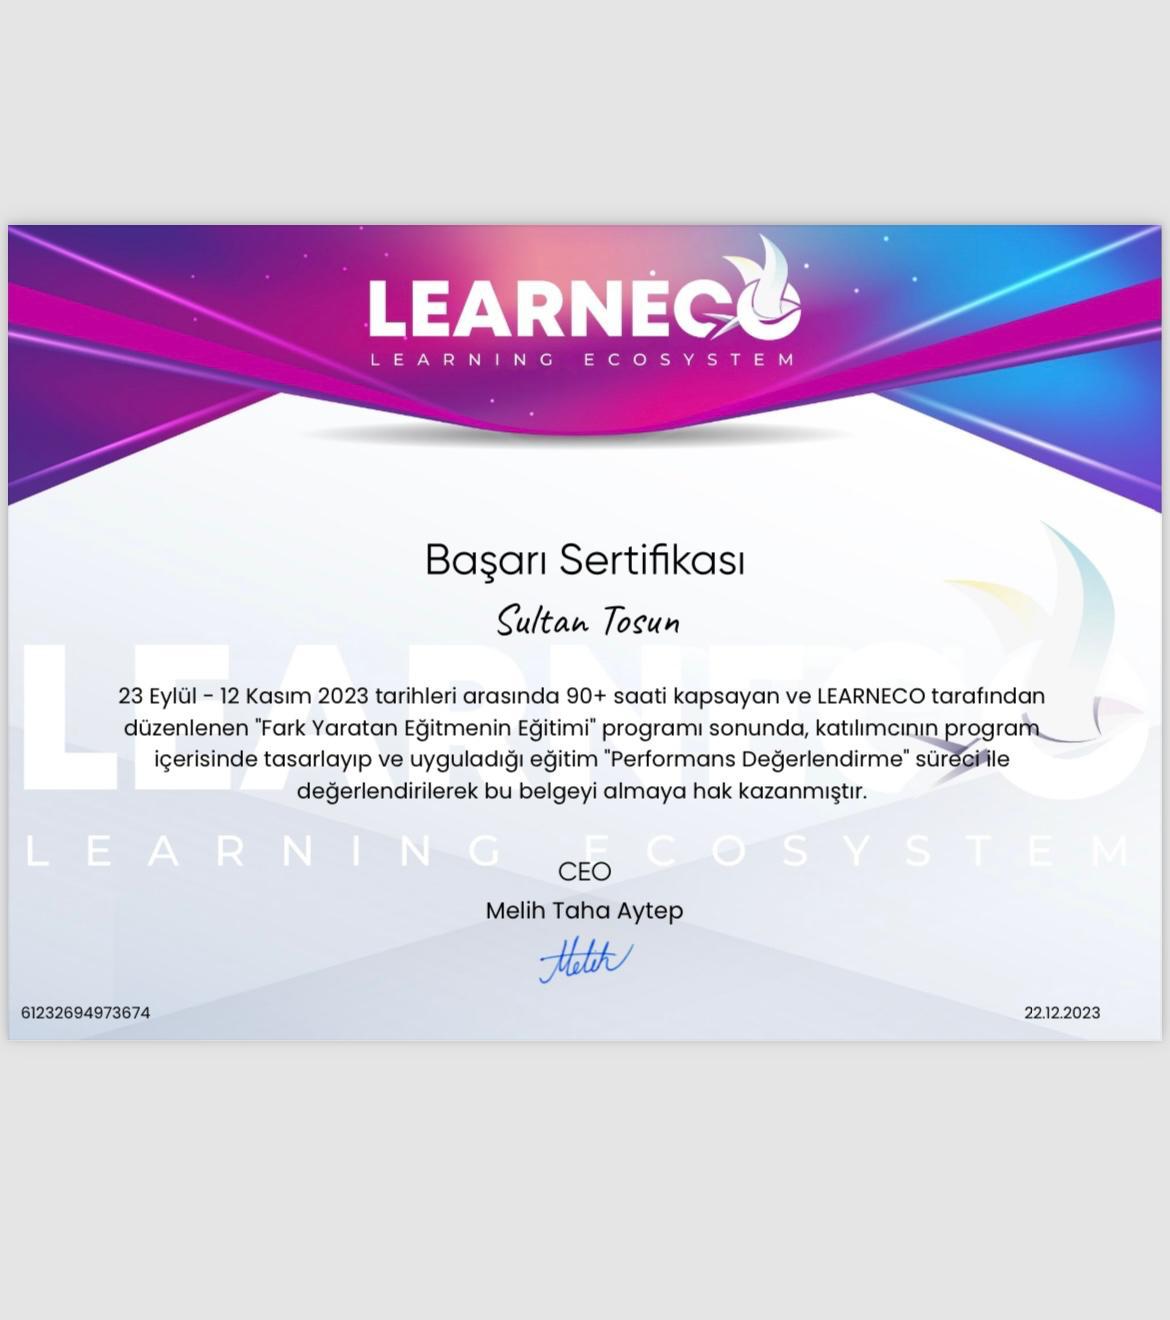 LEARNECO
LEARNING ECOSYSTEM
Başarı Sertifikası
Sultan Tosun
LEARNECO
23 Eylül - 12 Kasım 2023 tarihleri arasında 90+ saati kapsayan ve LEARNECO tarafından
düzenlenen "Fark Yaratan Eğitmenin Eğitimi" programı sonunda, katılımcının program
içerisinde tasarlayıp ve uyguladığı eğitim "Performans Değerlendirme" süreci ile
değerlendirilerek bu belgeyi almaya hak kazanmıştır.
LEARNING ECOSYSTEM
CEO
Melih Taha Aytep
Melih
61232694973674
22.12.2023